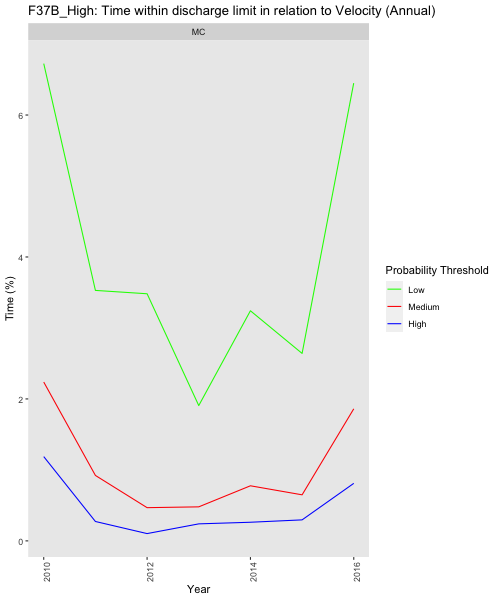 F37B_High: Time within discharge limit in relation to Velocity (Annual)
MC
6
4
2
0
Time (%)
2010
2012
2014
2016
Year
Probability Threshold
Low
Medium
High